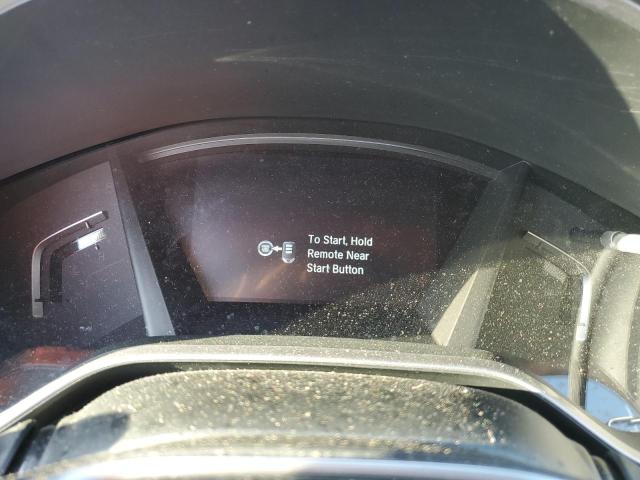 To Start, Hold
Remote Near
Start Button